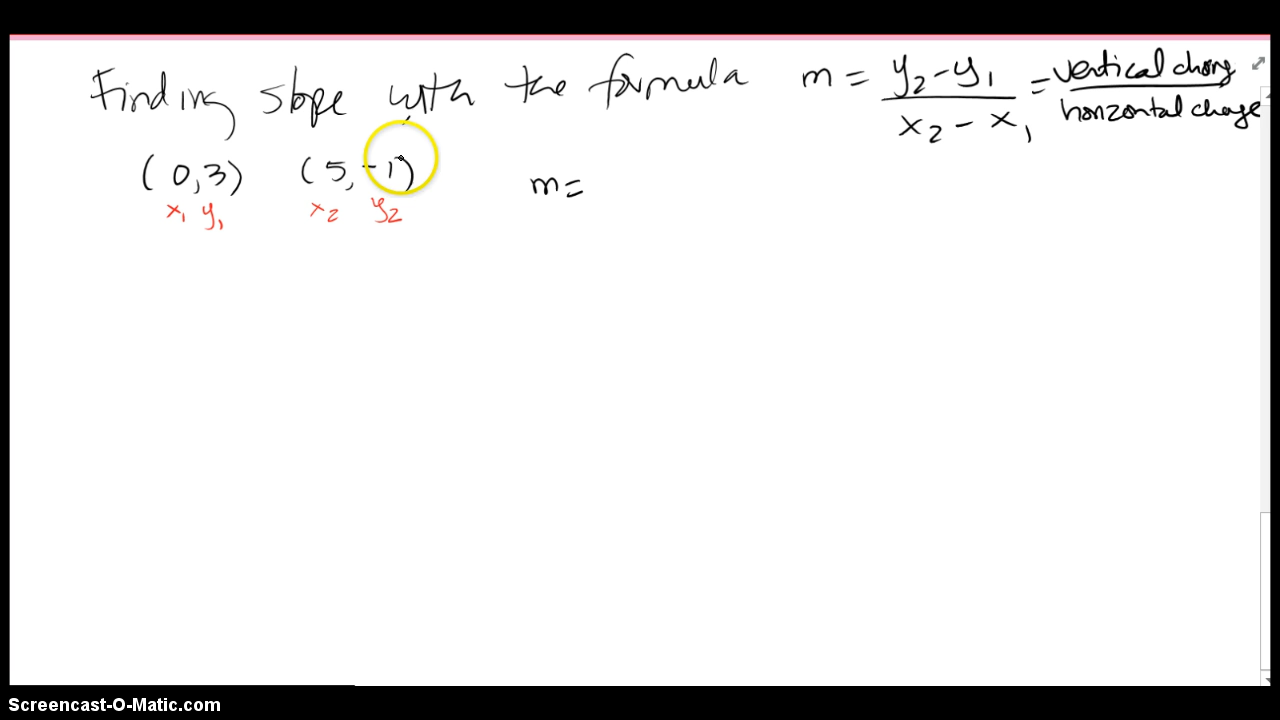 Finding slope with the formula m = y₂-y₁ / x₂-x₁ = vertical chang / horizontal change
(0,3) (5,-1) m=
x₁ y₁ x₂ y₂
Screencast-O-Matic.com